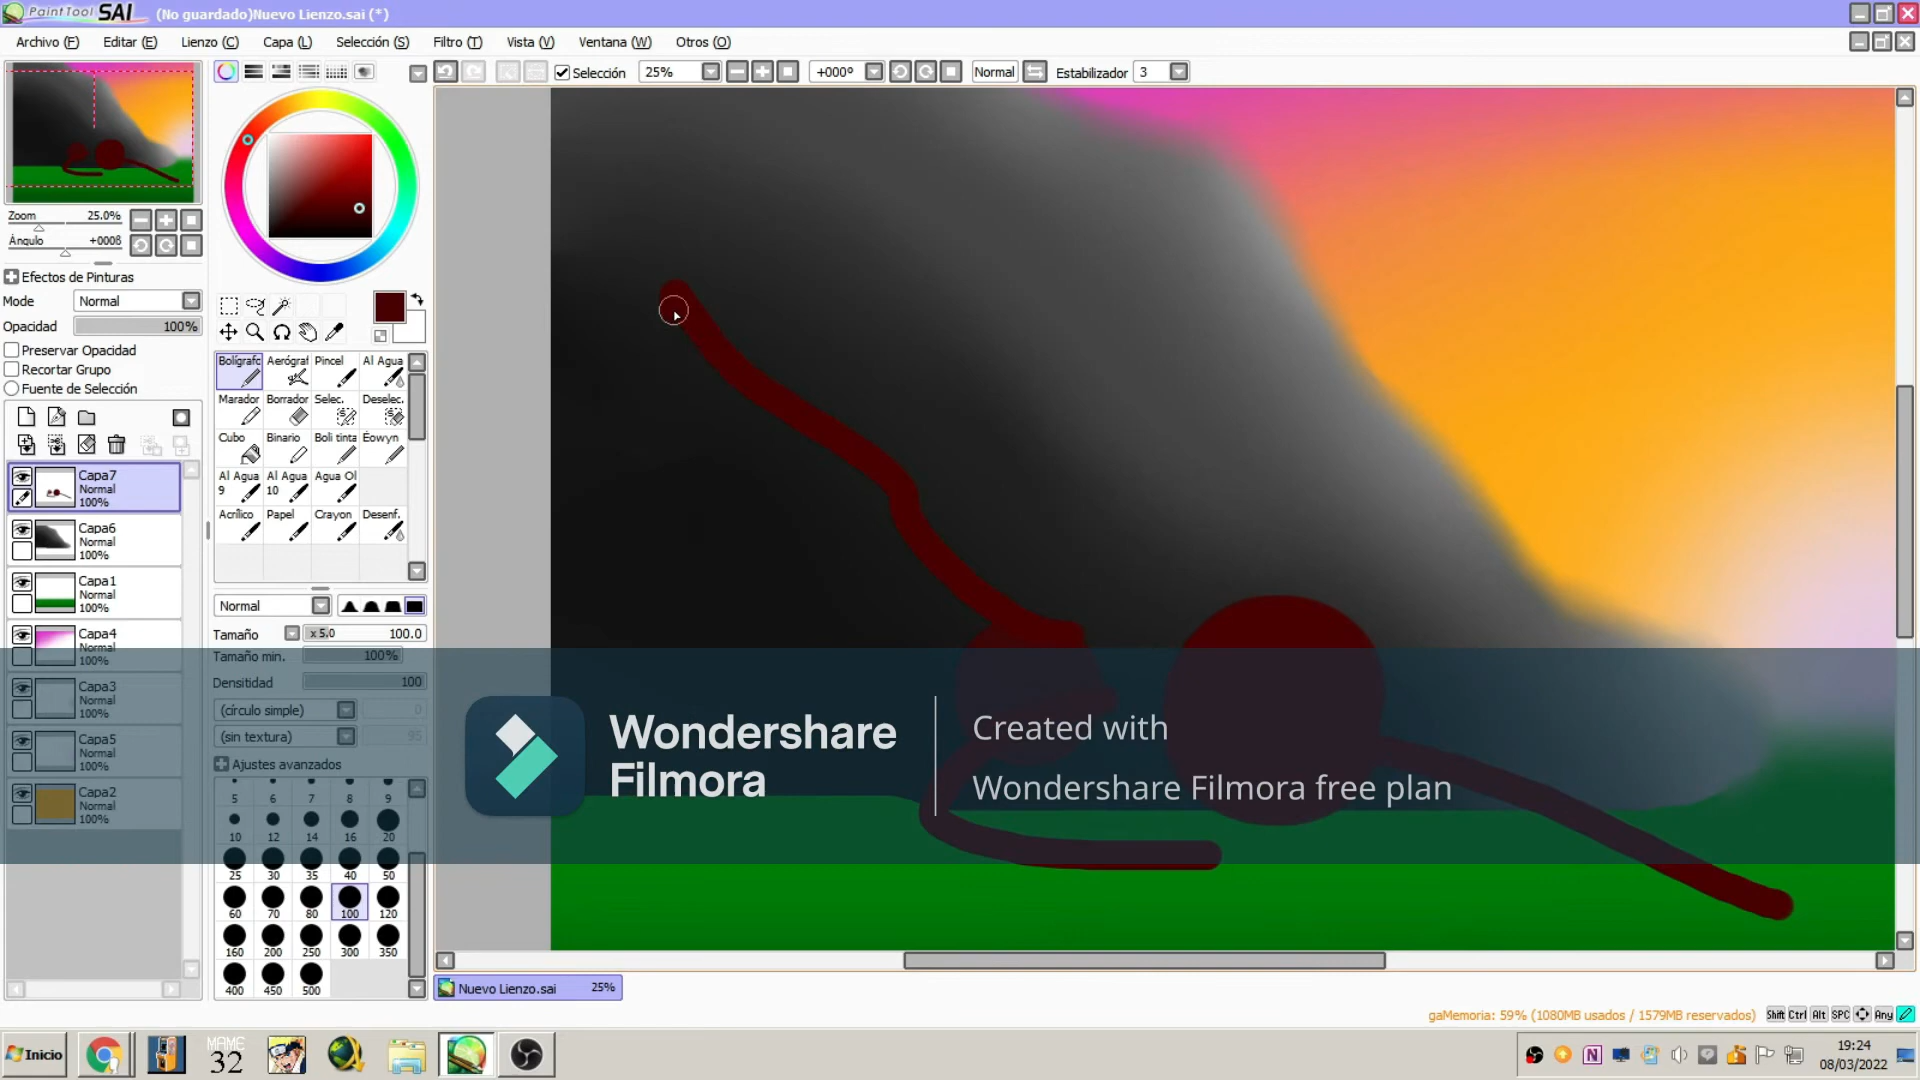 PaintTool SAI (No guardado)Nuevo Lienzo.sai (*)
Archivo (F) Editar (E) Lienzo (C) Capa (L) Selección (S) Filtro (T) Vista (V) Ventana (W) Otros (O)
Selección 25% +000º Normal Estabilizador 3
Zoom 25.0%
Ángulo +000ß
Efectos de Pinturas
Mode Normal
Opacidad 100%
Preservar Opacidad
Recortar Grupo
Fuente de Selección
Capa7
Normal
100%
Capa6
Normal
100%
Capa1
Normal
100%
Capa4
Normal
100%
Capa3
Normal
100%
Capa5
Normal
100%
Capa2
Normal
100%
Bolígrafo Aerógraf Pincel Al Agua
Marador Borrador Selec. Deselec.
Cubo Binario Boli tinta Éowyn
Al Agua 9 Al Agua 10 Agua Ol
Acrílico Papel Crayon Desenf.
Normal
Tamaño x 5.0 100.0
Tamaño min. 100%
Densitidad 100
(círculo simple) 0
(sin textura) 95
Ajustes avanzados
5 6 7 8 9
10 12 14 16 20
25 30 35 40 50
60 70 80 100 120
160 200 250 300 350
400 450 500
Wondershare
Filmora
Created with
Wondershare Filmora free plan
Nuevo Lienzo.sai 25%
gaMemoria: 59% (1080MB usados / 1579MB reservados) Shift Ctrl Alt SPC Any
Inicio
MAME
32
N
19:24
08/03/2022